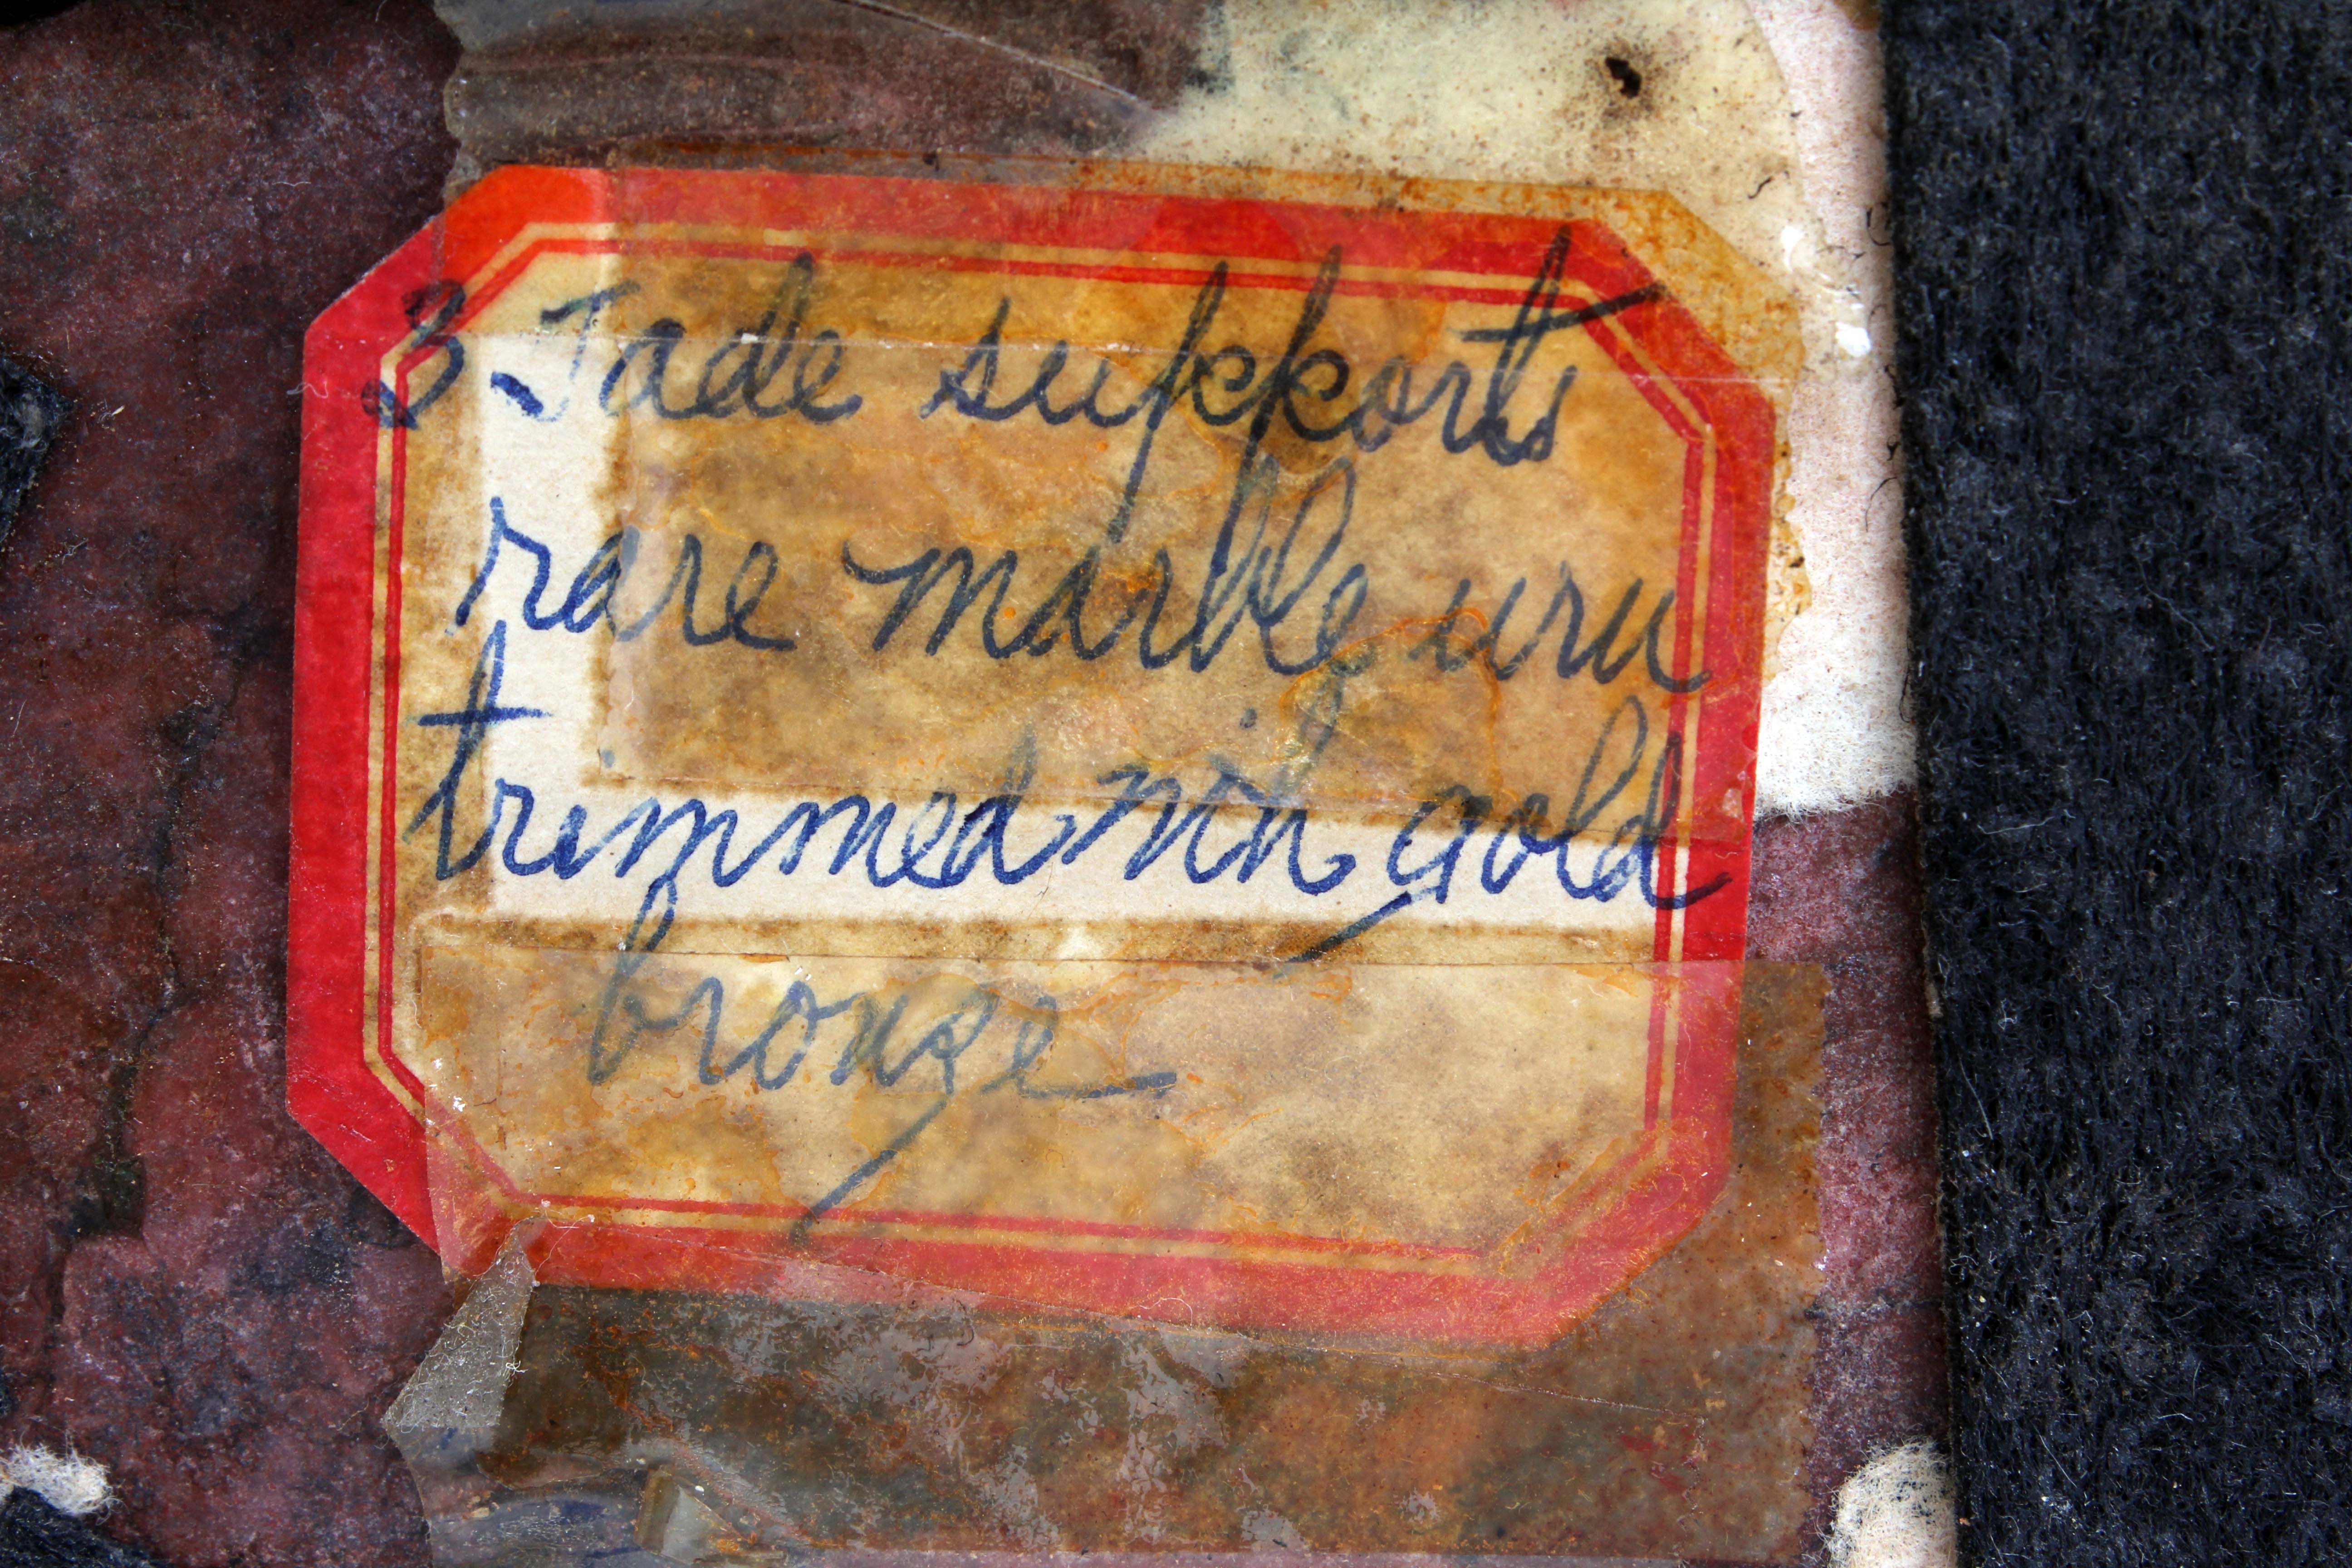 3 Jade supports
rare marble urn
trimmed with gold
bronze